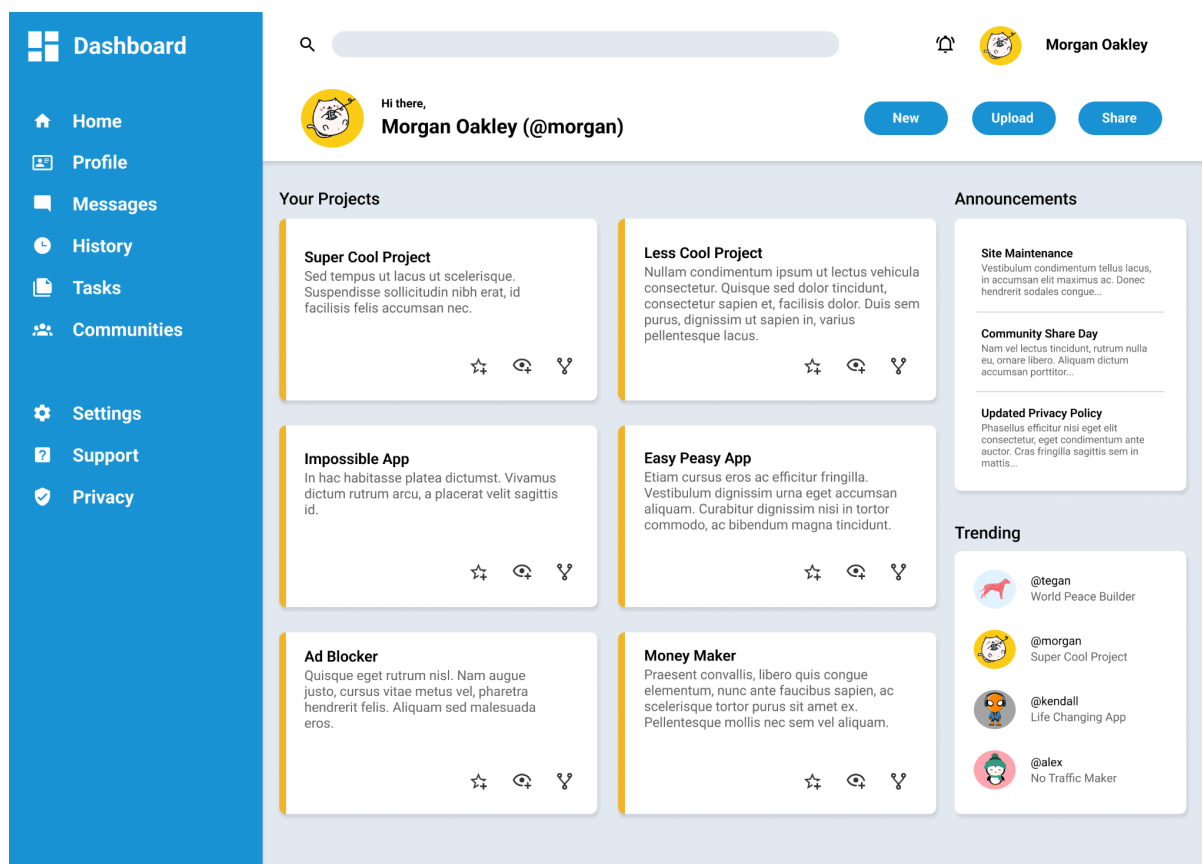 Dashboard
Home
Profile
Messages
History
Tasks
Communities
Settings
Support
Privacy
Morgan Oakley
Hi there,
Morgan Oakley (@morgan)
New
Upload
Share
Your Projects
Super Cool Project
Sed tempus ut lacus ut scelerisque.
Suspendisse sollicitudin nibh erat, id
facilisis felis accumsan nec.
Less Cool Project
Nullam condimentum ipsum ut lectus vehicula
consectetur. Quisque sed dolor tincidunt,
consectetur sapien et, facilisis dolor. Duis sem
purus, dignissim ut sapien in, varius
pellentesque lacus.
Impossible App
In hac habitasse platea dictumst. Vivamus
dictum rutrum arcu, a placerat velit sagittis
id.
Easy Peasy App
Etiam cursus eros ac efficitur fringilla.
Vestibulum dignissim urna eget accumsan
aliquam. Curabitur dignissim nisi in tortor
commodo, ac bibendum magna tincidunt.
Ad Blocker
Quisque eget rutrum nisl. Nam augue
justo, cursus vitae metus vel, pharetra
hendrerit felis. Aliquam sed malesuada
eros.
Money Maker
Praesent convallis, libero quis congue
elementum, nunc ante faucibus sapien, ac
scelerisque tortor purus sit amet ex.
Pellentesque mollis nec sem vel aliquam.
Announcements
Site Maintenance
Vestibulum condimentum tellus lacus,
in accumsan elit maximus ac. Donec
hendrerit sodales congue...
Community Share Day
Nam vel lectus tincidunt, rutrum nulla
eu, ornare libero. Aliquam dictum
accumsan porttitor...
Updated Privacy Policy
Phasellus efficitur nisi eget elit
consectetur, eget condimentum ante
auctor. Cras fringilla sagittis sem in
mattis...
Trending
@tegan
World Peace Builder
@morgan
Super Cool Project
@kendall
Life Changing App
@alex
No Traffic Maker